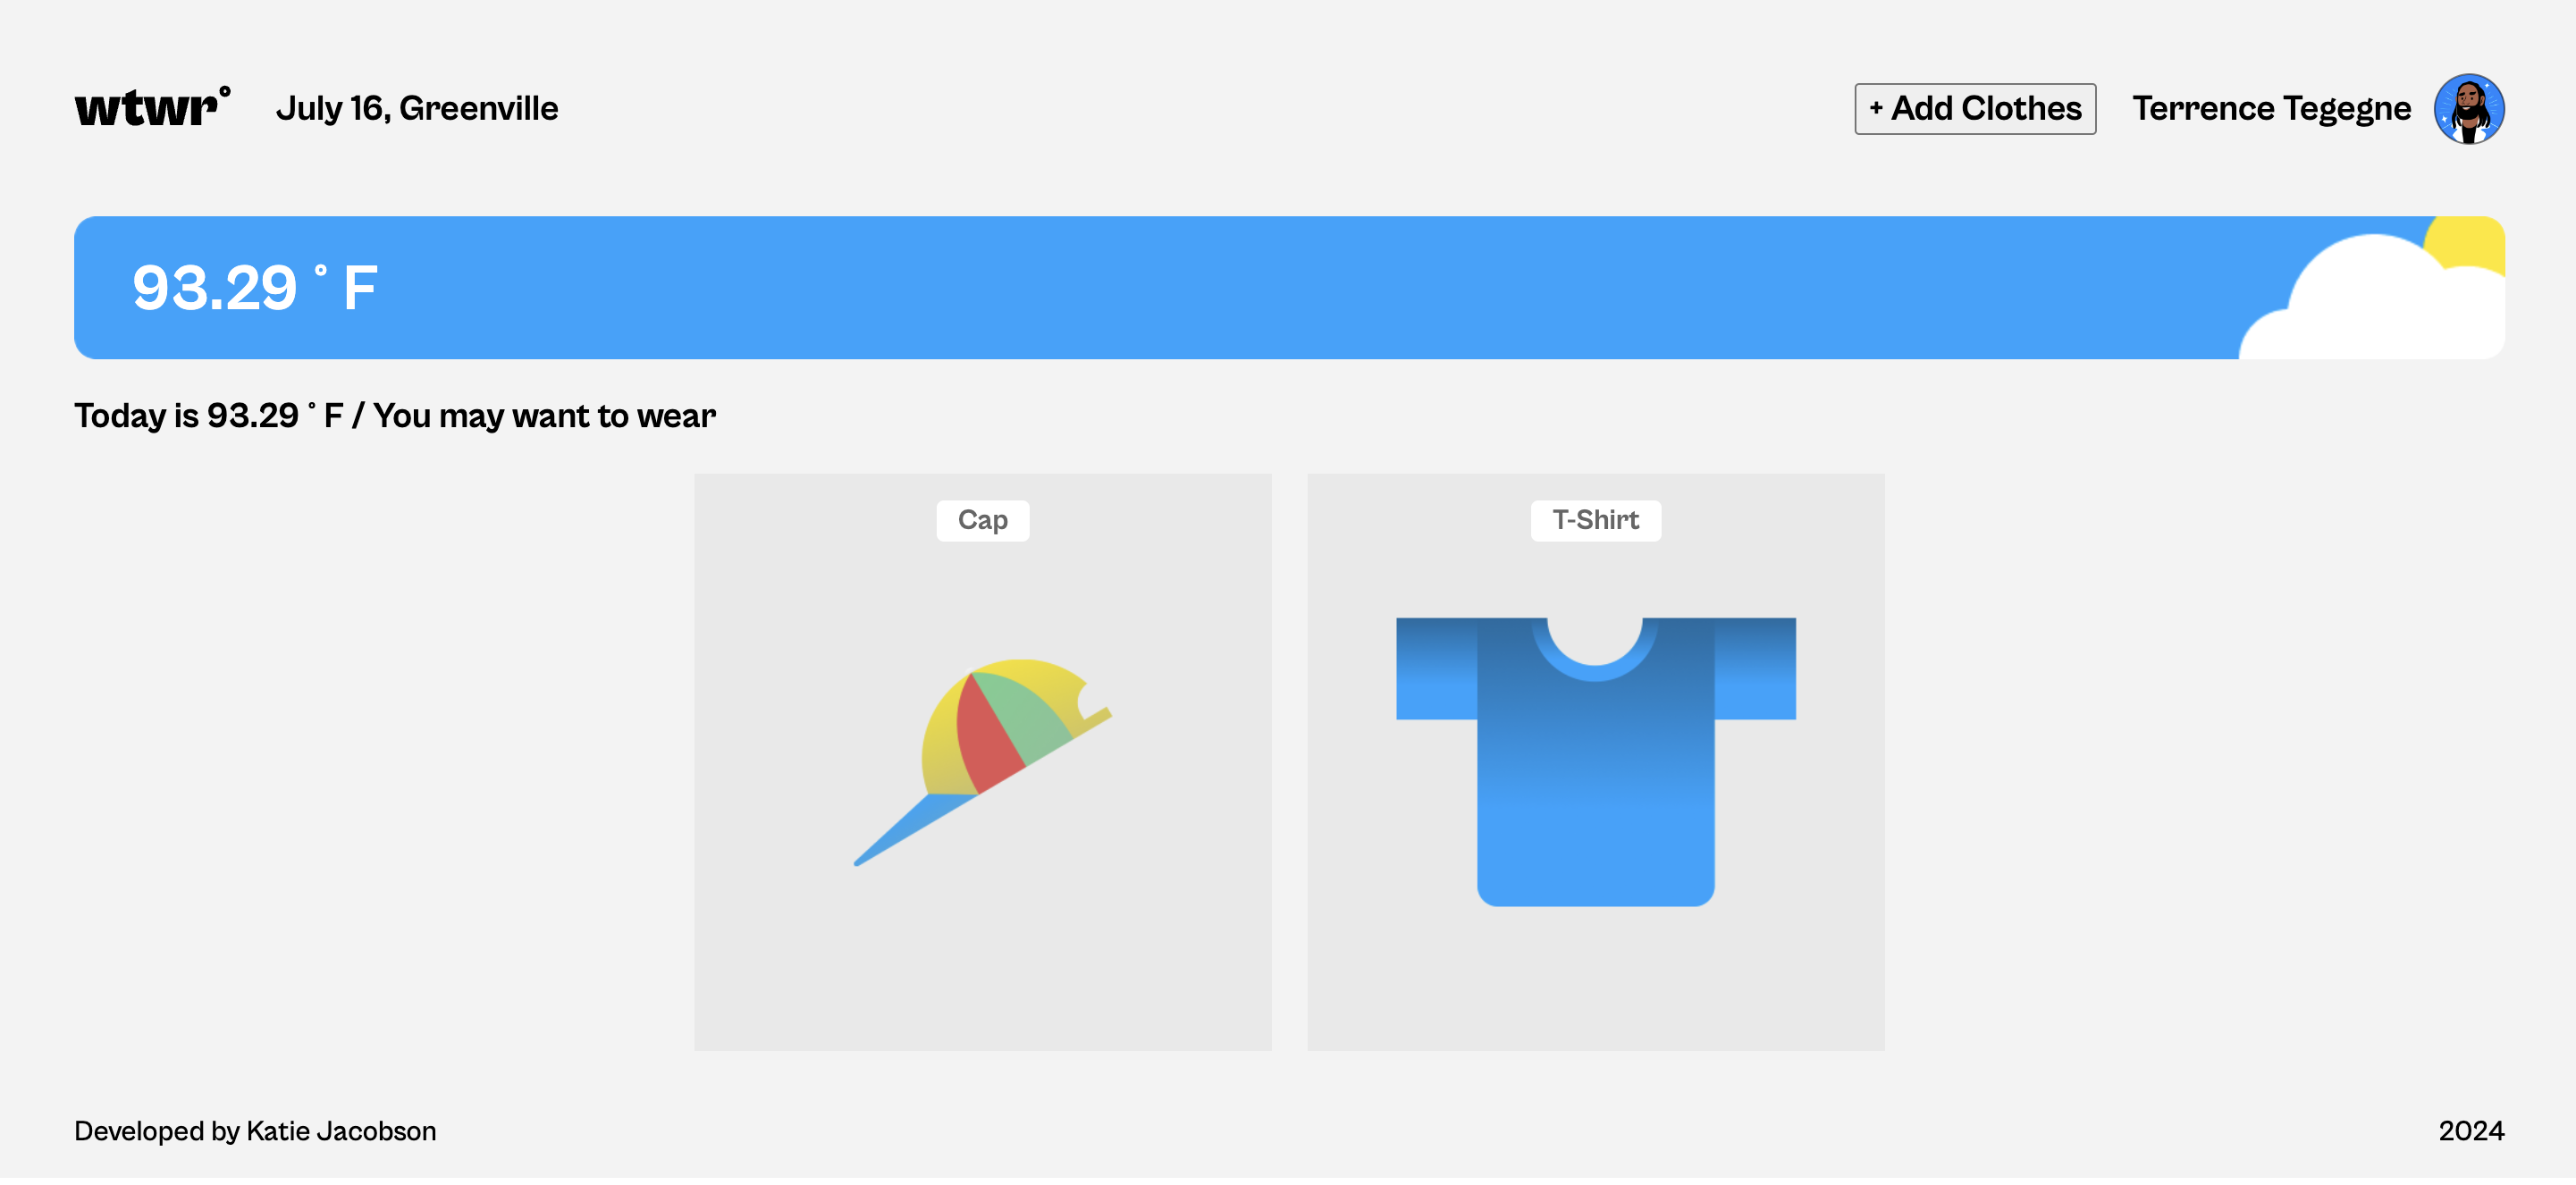 wtwr°
July 16, Greenville
+ Add Clothes
Terrence Tegegne
93.29 ° F
Today is 93.29 ° F / You may want to wear
Cap
T-Shirt
Developed by Katie Jacobson
2024